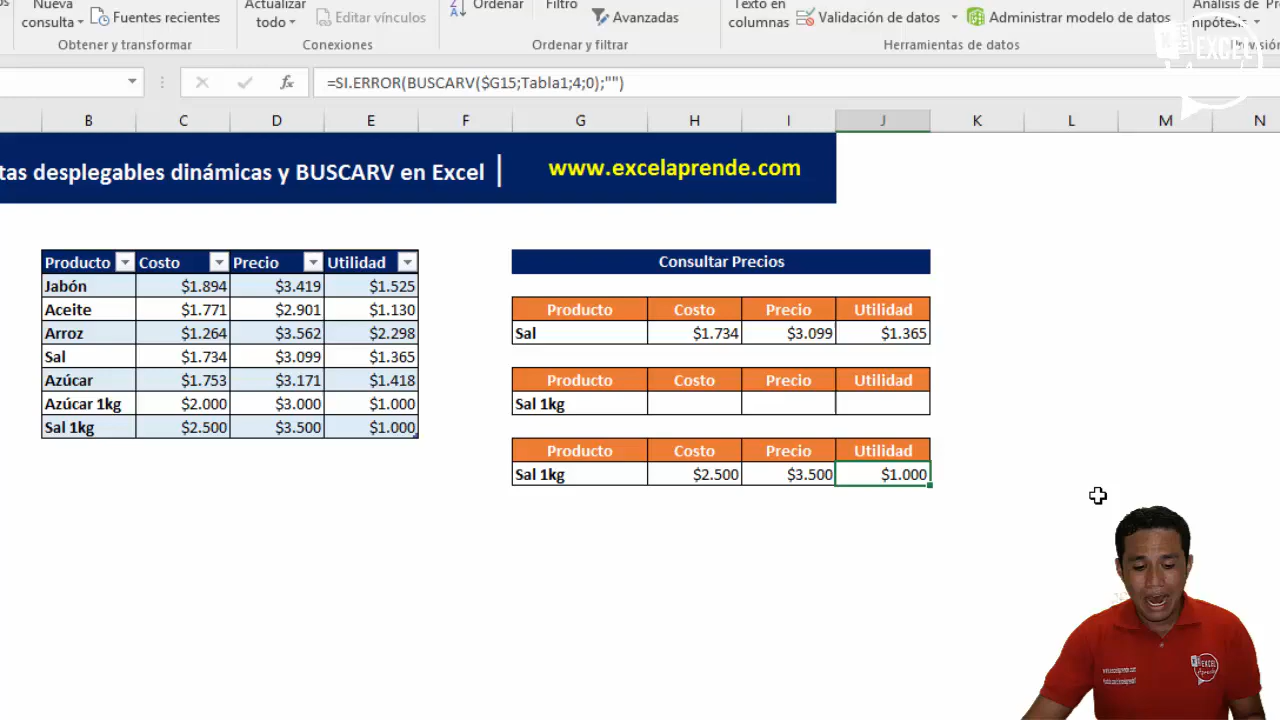 Nueva
consulta
Fuentes recientes
Obtener y transformar
Actualizar
todo
Editar vínculos
Conexiones
Ordenar
Filtro
Avanzadas
Ordenar y filtrar
Texto en
columnas
Validación de datos
Administrar modelo de datos
Herramientas de datos
Análisis de
hipótesis
EXCEL
fx =SI.ERROR(BUSCARV($G15;Tabla1;4;0);"")
B C D E F G H I J K L M N
tas desplegables dinámicas y BUSCARV en Excel | www.excelaprende.com
Producto Costo Precio Utilidad
Jabón $1.894 $3.419 $1.525
Aceite $1.771 $2.901 $1.130
Arroz $1.264 $3.562 $2.298
Sal $1.734 $3.099 $1.365
Azúcar $1.753 $3.171 $1.418
Azúcar 1kg $2.000 $3.000 $1.000
Sal 1kg $2.500 $3.500 $1.000
Consultar Precios
Producto Costo Precio Utilidad
Sal $1.734 $3.099 $1.365
Producto Costo Precio Utilidad
Sal 1kg
Producto Costo Precio Utilidad
Sal 1kg $2.500 $3.500 $1.000
EXCEL